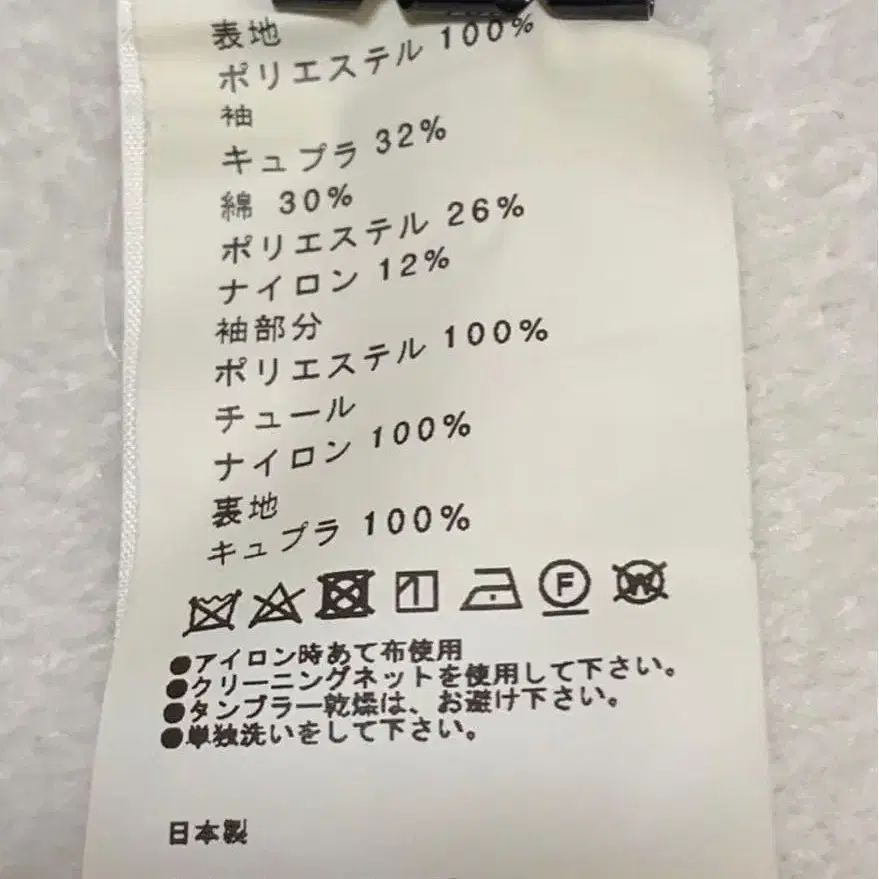 表地
ポリエステル 100%
袖
キュプラ 32%
綿 30%
ポリエステル 26%
ナイロン 12%
袖部分
ポリエステル 100%
チュール
ナイロン 100%
裏地
キュプラ 100%
F W
●アイロン時あて布使用
●クリーニングネットを使用して下さい。
●タンブラー乾燥は、お避け下さい。
●単独洗いをして下さい。
日本製